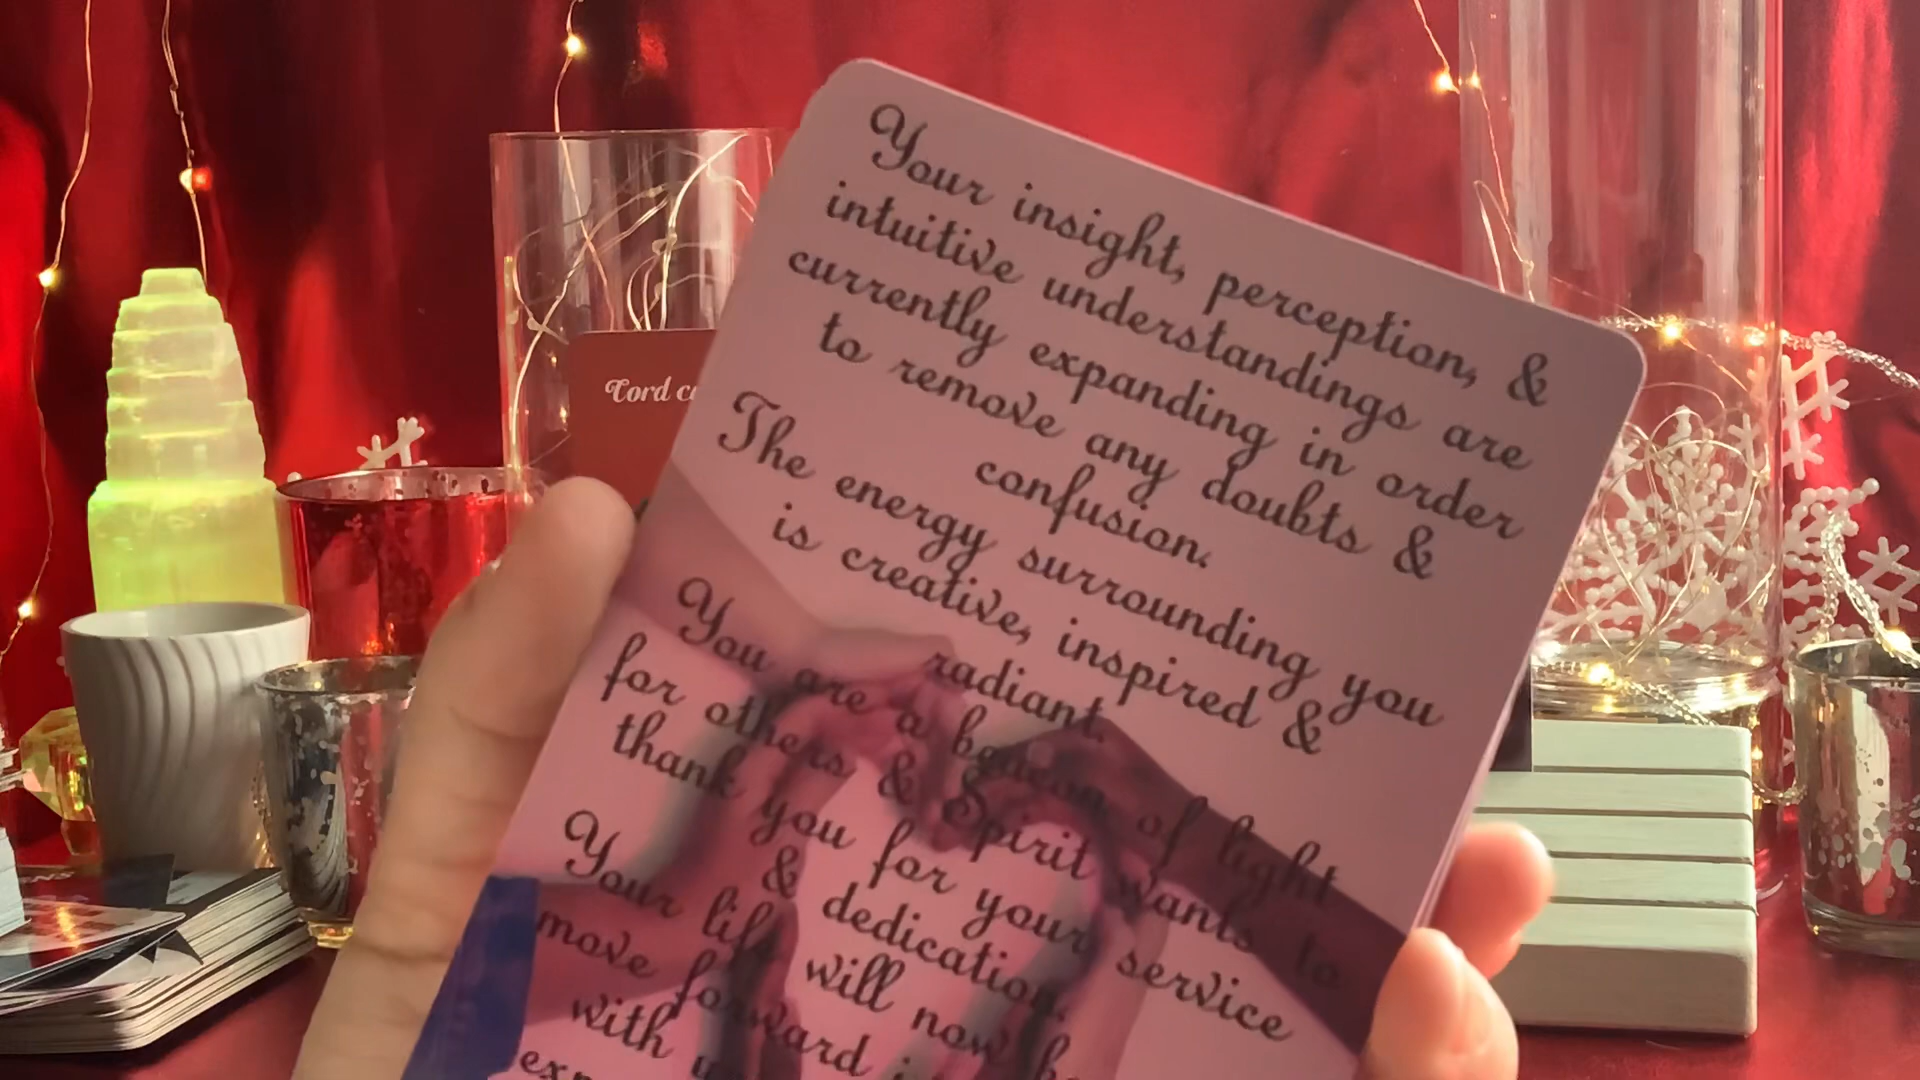 Cord
Your insight, perception, &
intuitive understandings are
currently expanding in order
to remove any doubts &
confusion.
The energy surrounding you
is creative, inspired &
radiant.
You are a beacon of light
for others & Spirit wants to
thank you for your service
& dedication.
Your life will now
move forward
with